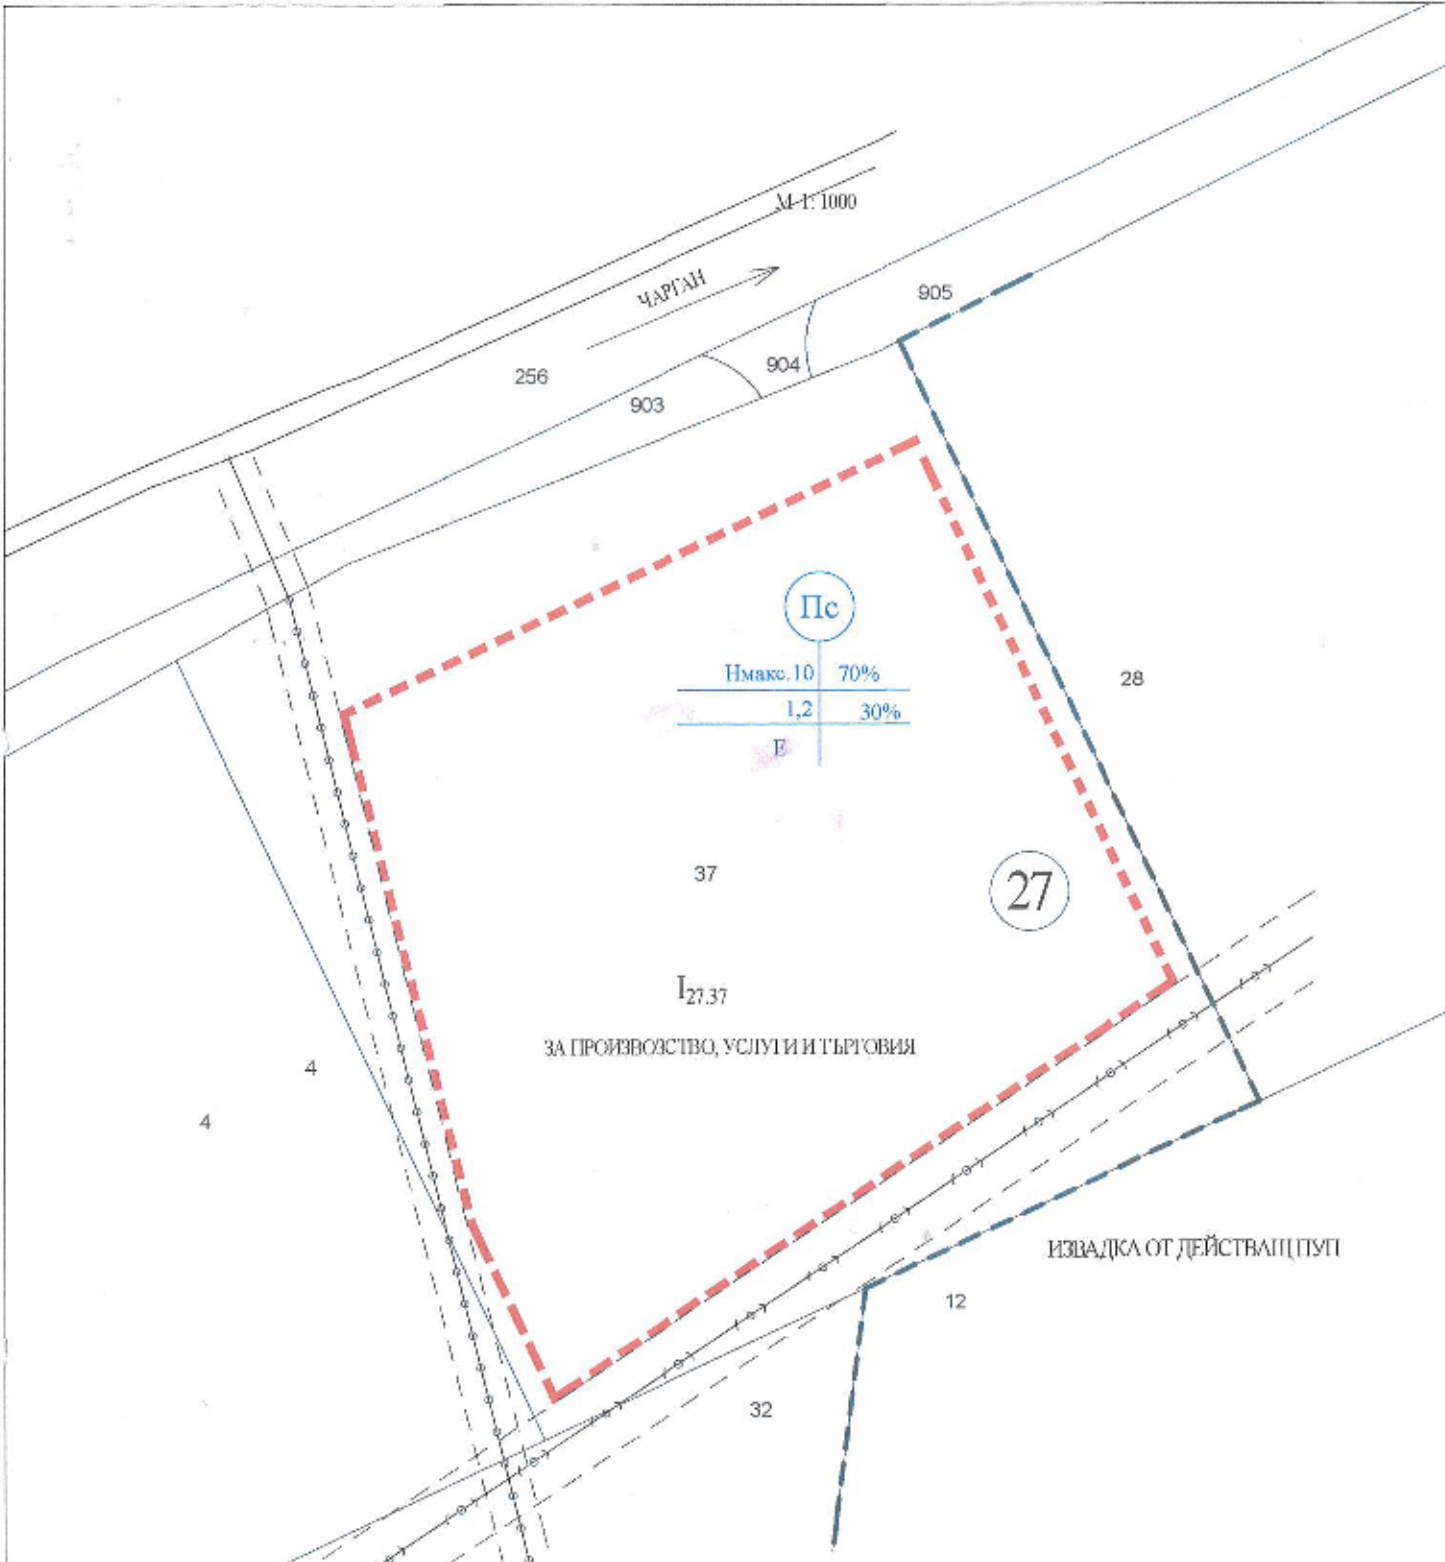 М 1: 1000
ЧАРГАН
905
904
256
903
Пс
Нмакс.10 70%
28
1,2 30%
Е
37
27
I27.37
ЗА ПРОИЗВОЗСТВО, УСЛУГИ И ТЪРГОВИЯ
4
4
ИЗВАДКА ОТ ДЕЙСТВАЩ ПУП
12
32